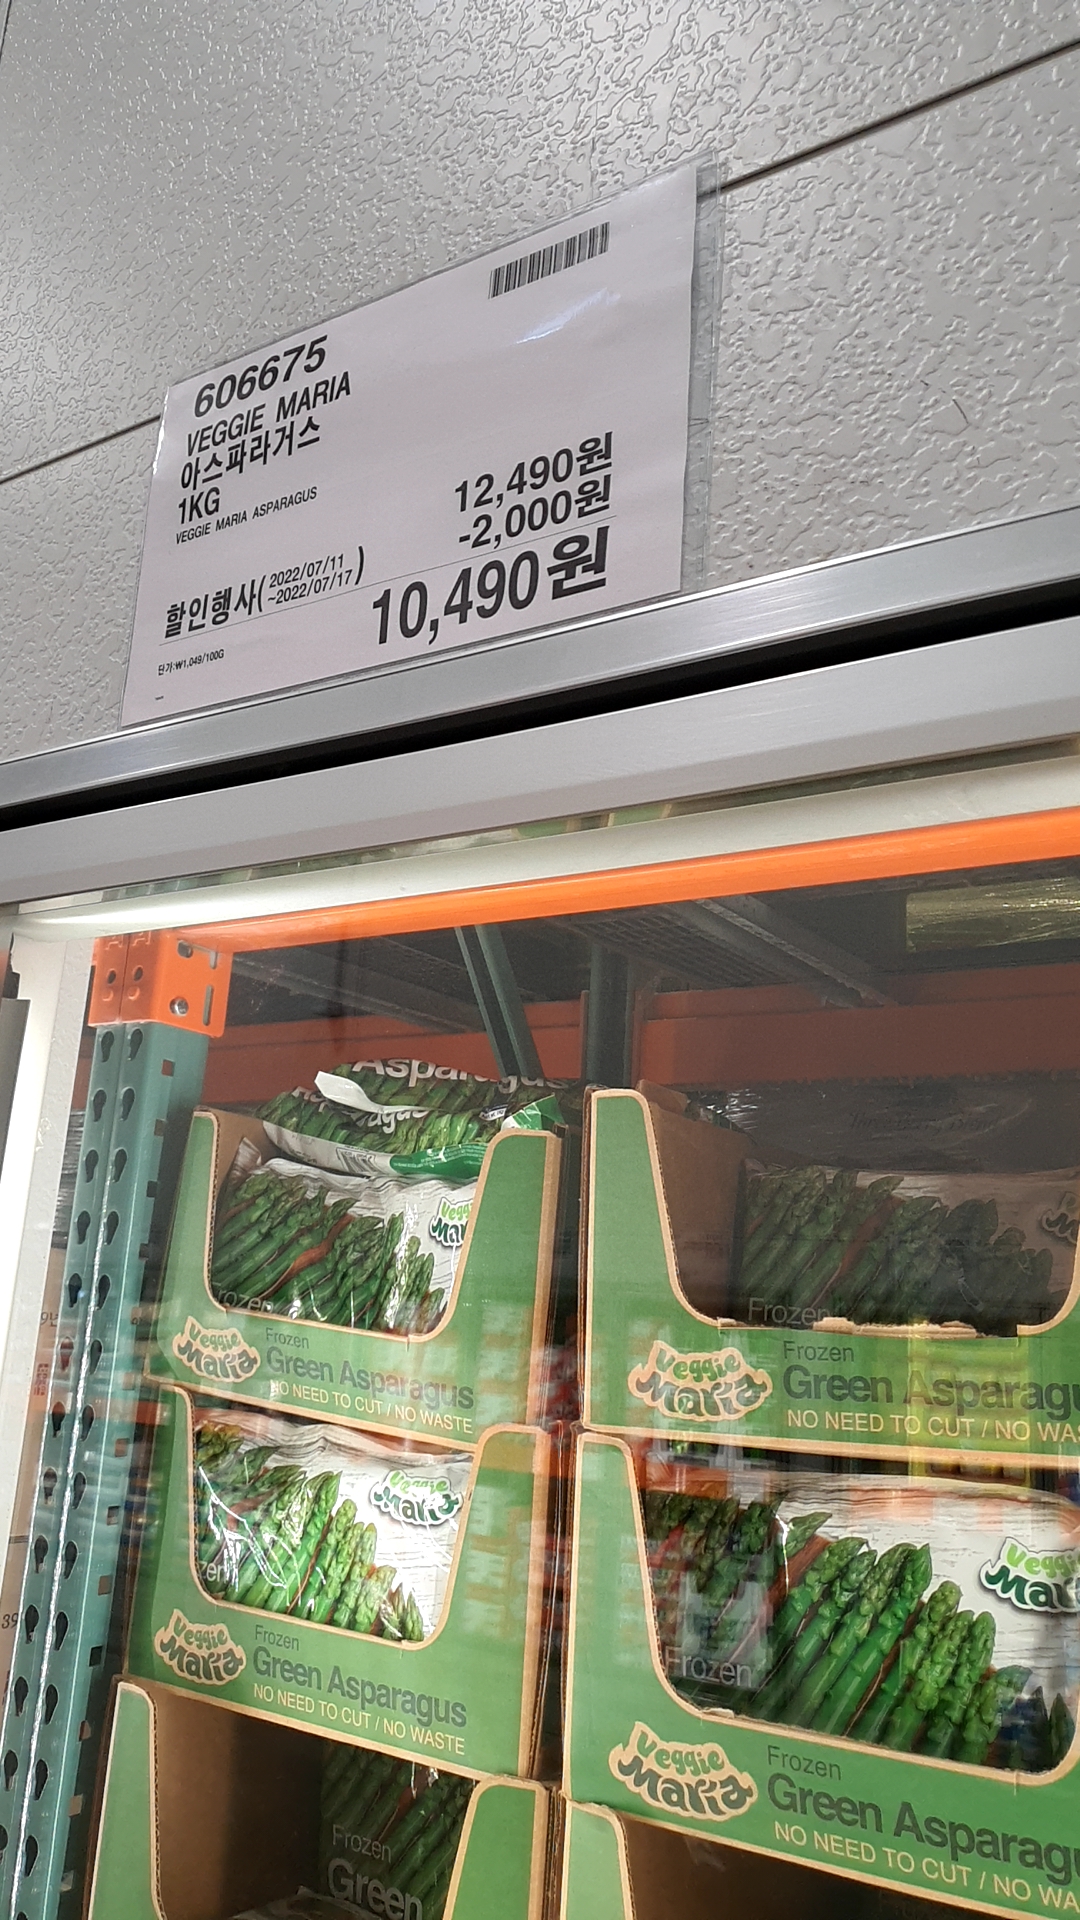 606675
VEGGIE MARIA
아스파라거스
1KG
VEGGIE MARIA ASPARAGUS
12,490원
-2,000원
할인행사(2022/07/11
~2022/07/17)
10,490원
단가:₩1,049/100G
Asparagus
Veggie
Frozen
Frozen
Veggie
Maria
Frozen
Green Asparagus
NO NEED TO CUT / NO WASTE
Veggie
Maria
Frozen
Green Asparag
NO NEED TO CUT / NO WAS
Veggie
Maria
Veggie
Mar
Frozen
Veggie
Maria
Frozen
Green Asparagus
NO NEED TO CUT / NO WASTE
Veggie
Maria
Frozen
Green Asparag
NO NEED TO CUT / NO WA
Frozen
Green